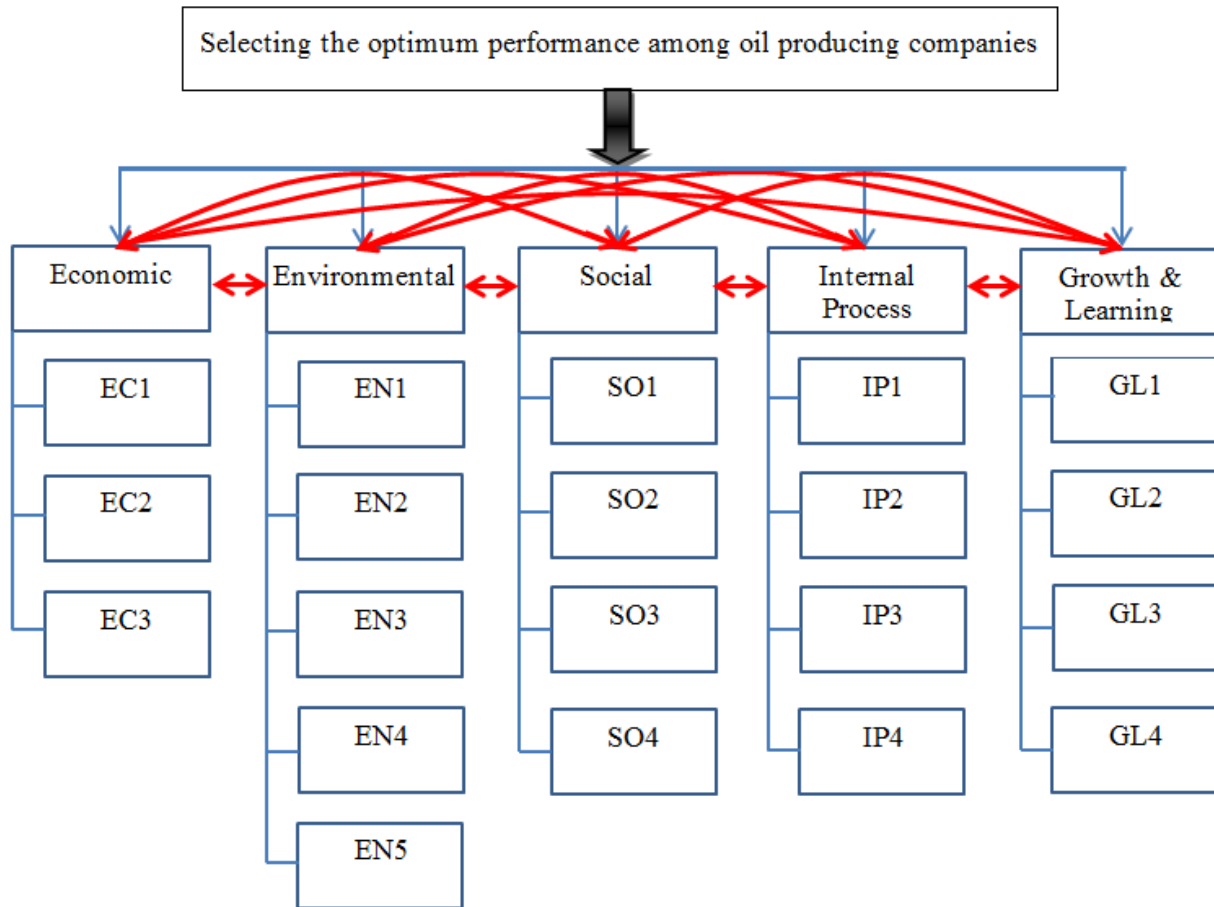 Selecting the optimum performance among oil producing companies
Economic
Environmental
Social
Internal
Process
Growth &
Learning
EC1
EN1
SO1
IP1
GL1
EC2
EN2
SO2
IP2
GL2
EC3
EN3
SO3
IP3
GL3
EN4
SO4
IP4
GL4
EN5